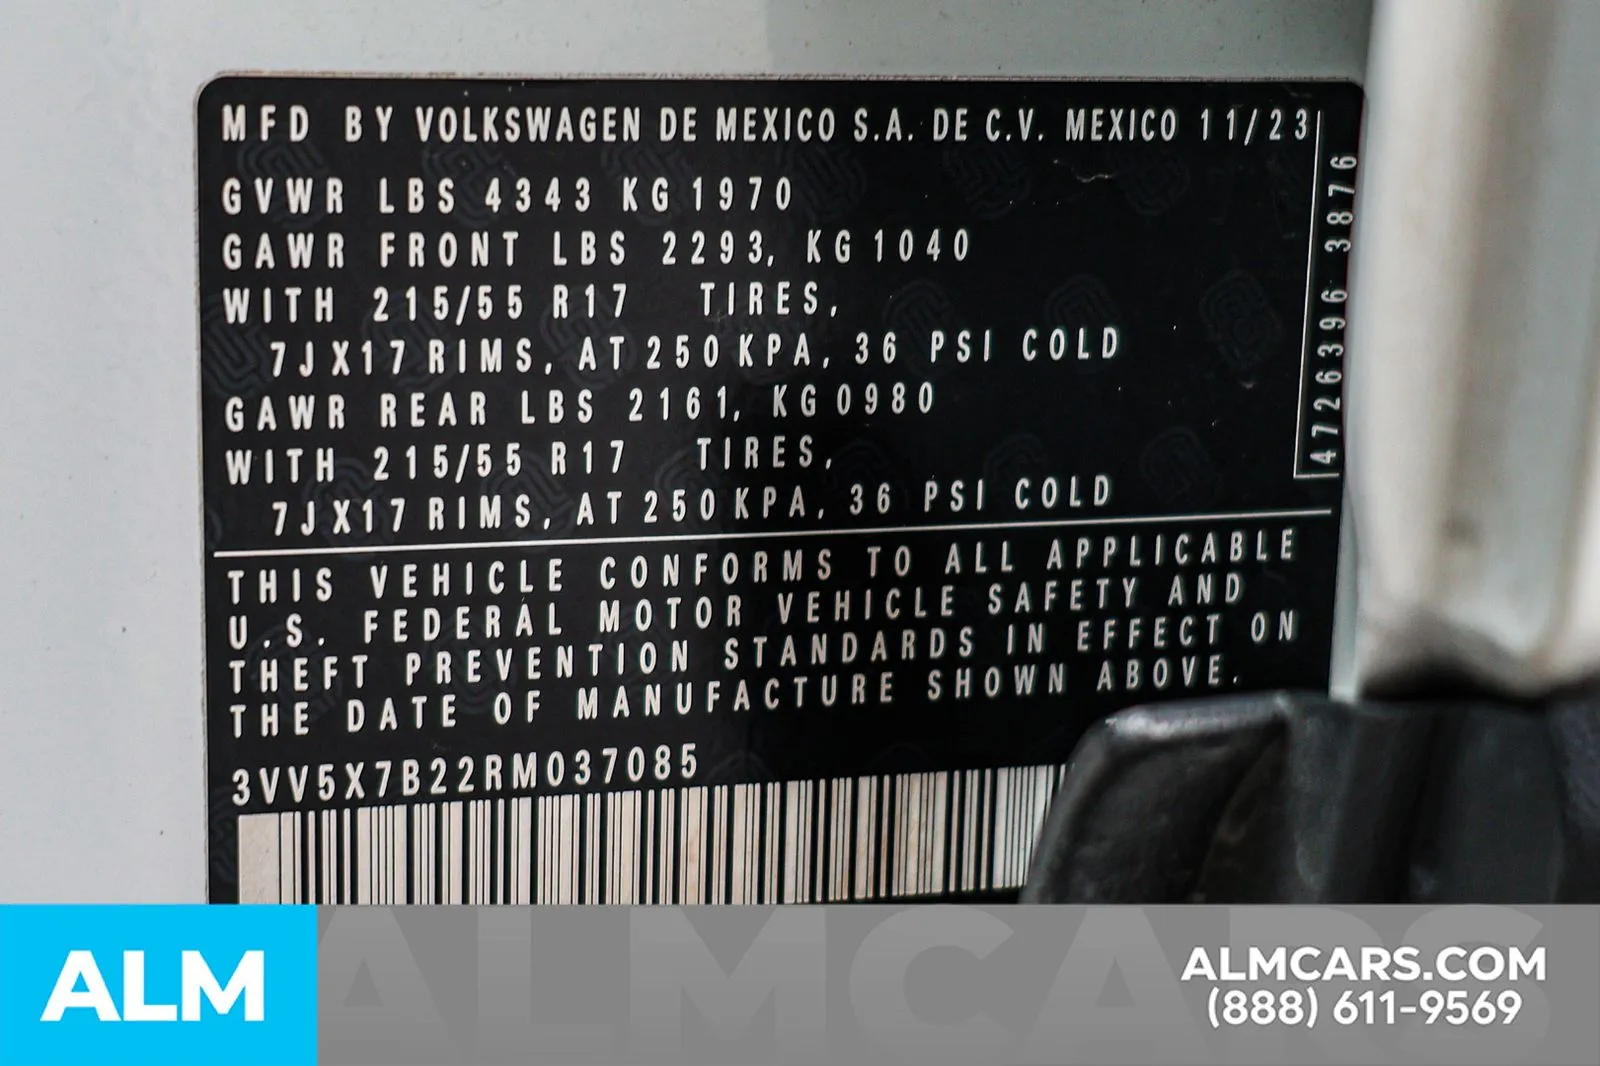 MFD BY VOLKSWAGEN DE MEXICO S.A. DE C.V. MEXICO 11/23
GVWR LBS 4343 KG 1970
GAWR FRONT LBS 2293, KG 1040
WITH 215/55 R17 TIRES,
7JX17 RIMS, AT 250 KPA, 36 PSI COLD
GAWR REAR LBS 2161, KG 0980
WITH 215/55 R17 TIRES,
7JX17 RIMS, AT 250 KPA, 36 PSI COLD
4726396 3876
THIS VEHICLE CONFORMS TO ALL APPLICABLE
U.S. FEDERAL MOTOR VEHICLE SAFETY AND
THEFT PREVENTION STANDARDS IN EFFECT ON
THE DATE OF MANUFACTURE SHOWN ABOVE.
3VV5X7B22RM037085
ALM
ALMCARS
ALMCARS.COM
(888) 611-9569